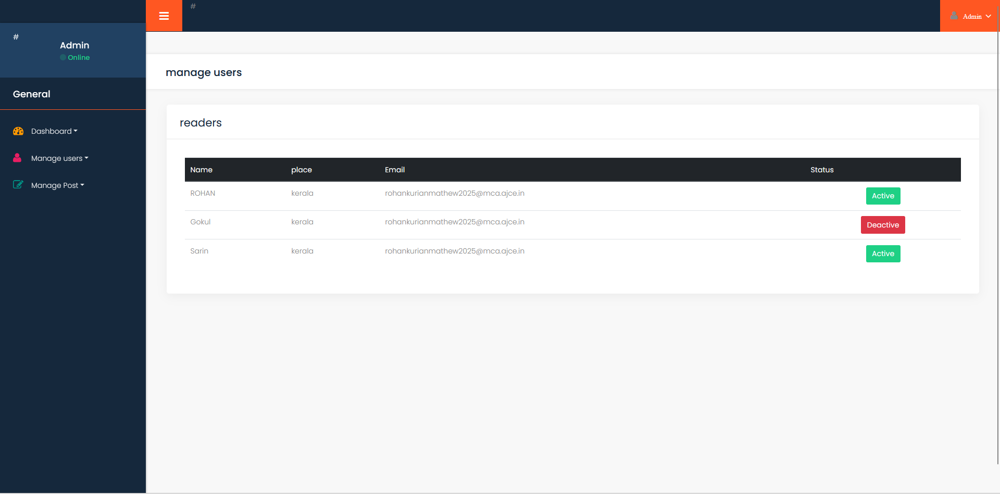 #
Admin
#
Admin
Online
manage users
General
readers
Dashboard
Manage users
Manage Post
Name place Email Status
ROHAN kerala rohankurianmathew2025@mca.ajce.in Active
Gokul kerala rohankurianmathew2025@mca.ajce.in Deactive
Sarin kerala rohankurianmathew2025@mca.ajce.in Active